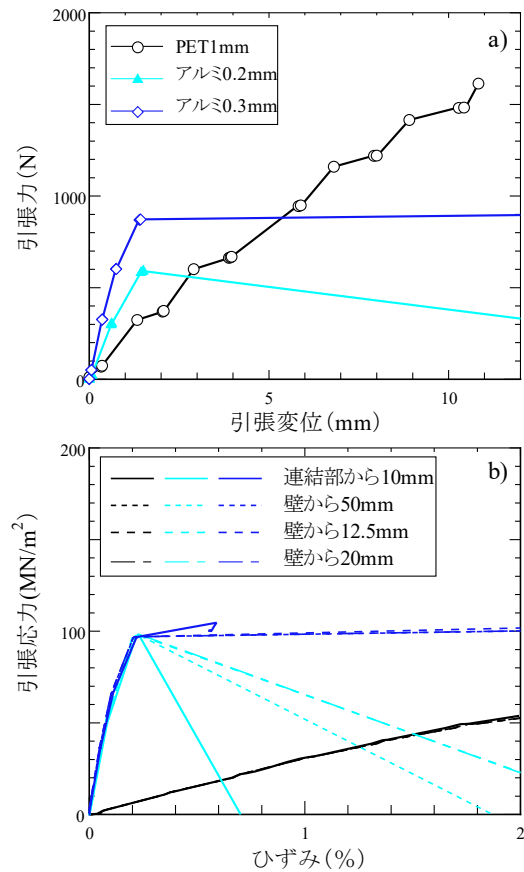 2000
a)
PET1mm
アルミ0.2mm
アルミ0.3mm
引張力(N)
1000
0
0
5
10
引張変位(mm)
200
b)
連結部から10mm
壁から50mm
壁から12.5mm
壁から20mm
引張応力(MN/m²)
100
0
0
1
2
ひずみ(%)